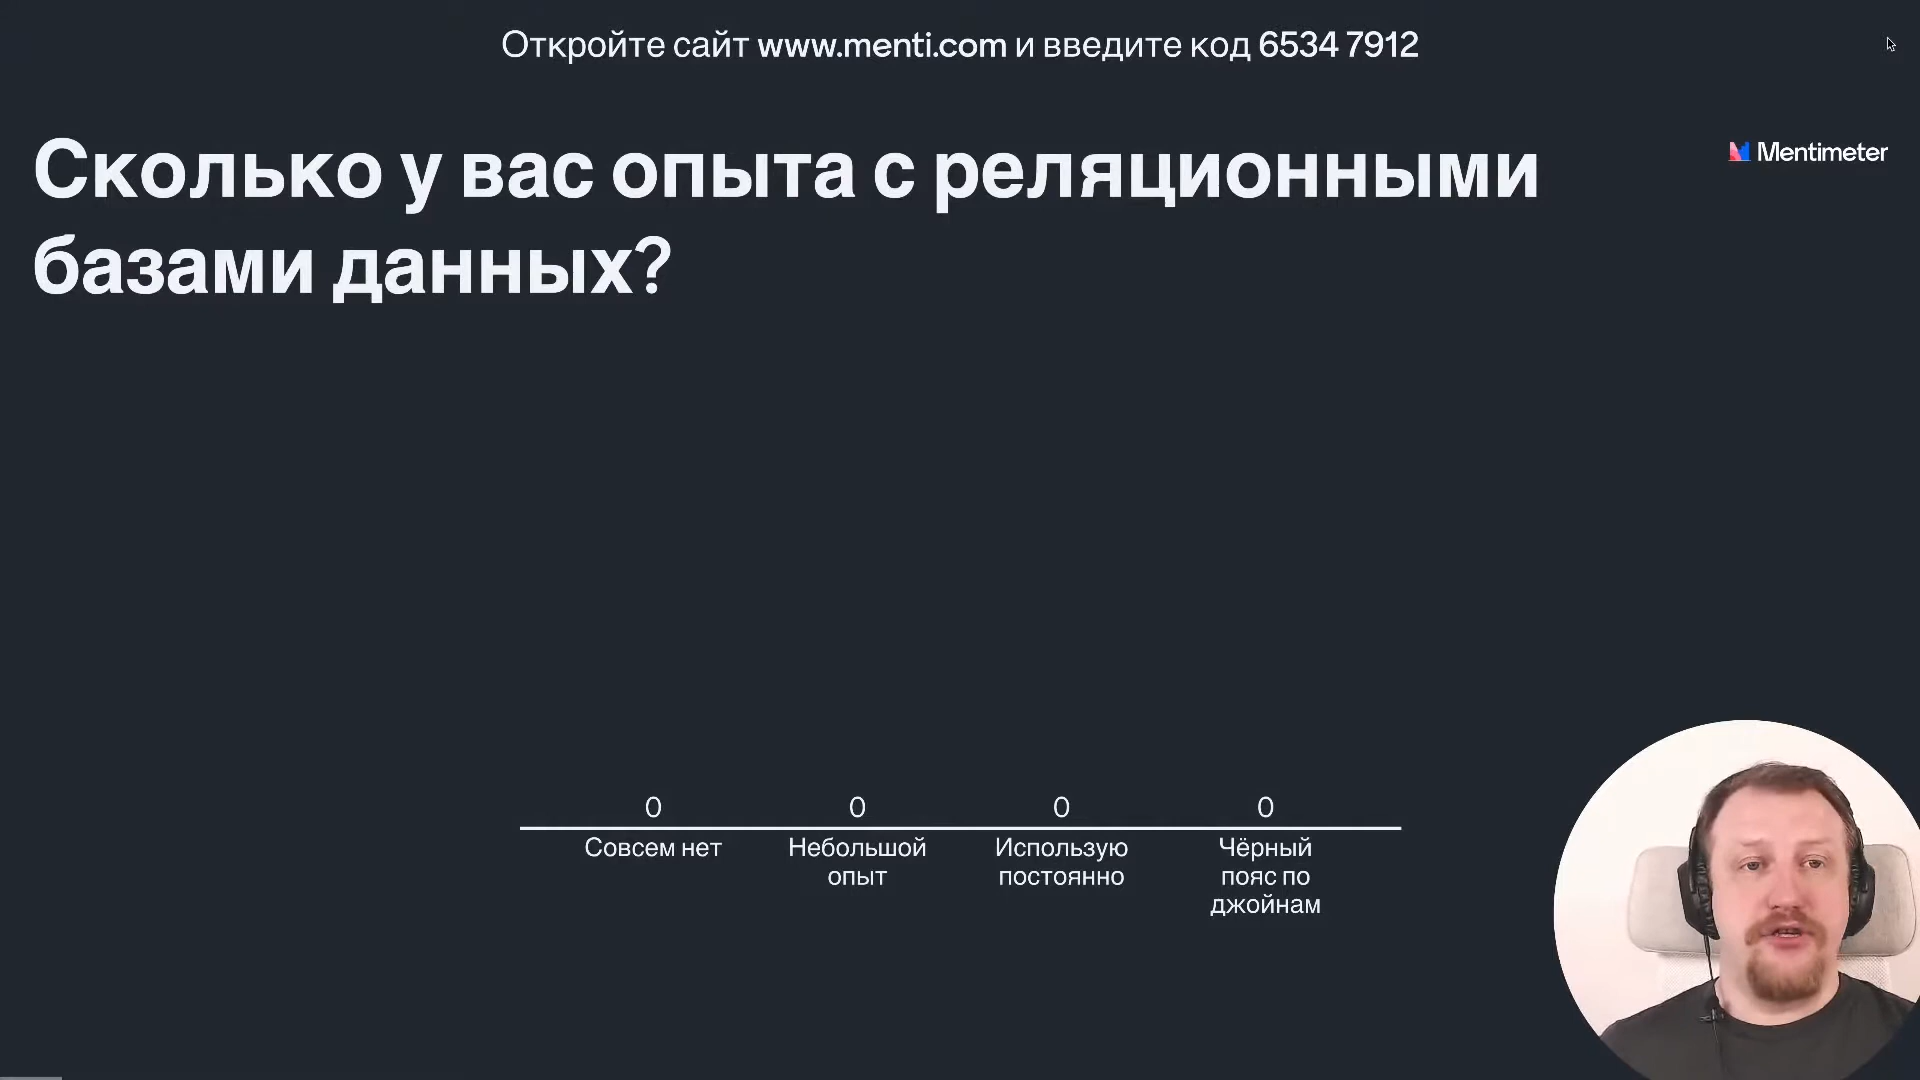 Откройте сайт www.menti.com и введите код 6534 7912
Сколько у вас опыта с реляционными
базами данных?
Mentimeter
0 0 0 0
Совсем нет
Небольшой
опыт
Использую
постоянно
Чёрный
пояс по
джойнам